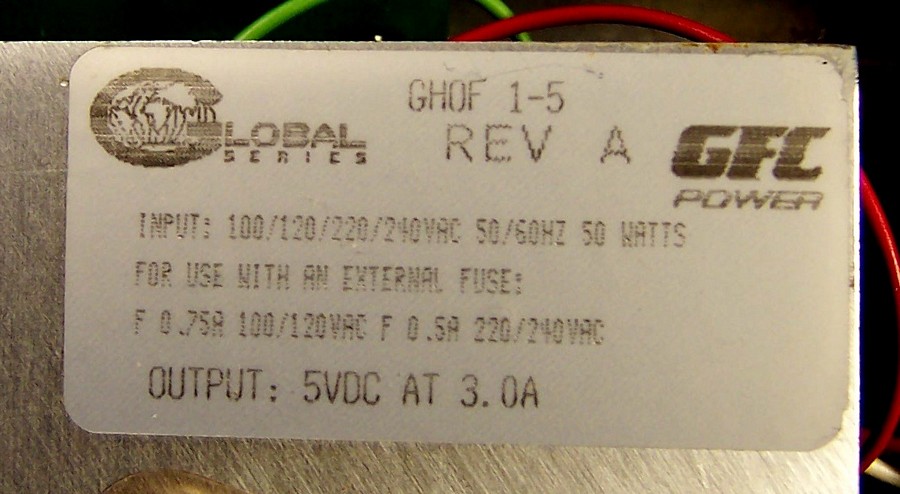 GLOBAL
SERIES
GHOF 1-5
REV A
GFC
POWER
INPUT: 100/120/220/240VAC 50/60HZ 50 WATTS
FOR USE WITH AN EXTERNAL FUSE:
F 0.75A 100/120VAC F 0.5A 220/240VAC
OUTPUT: 5VDC AT 3.0A